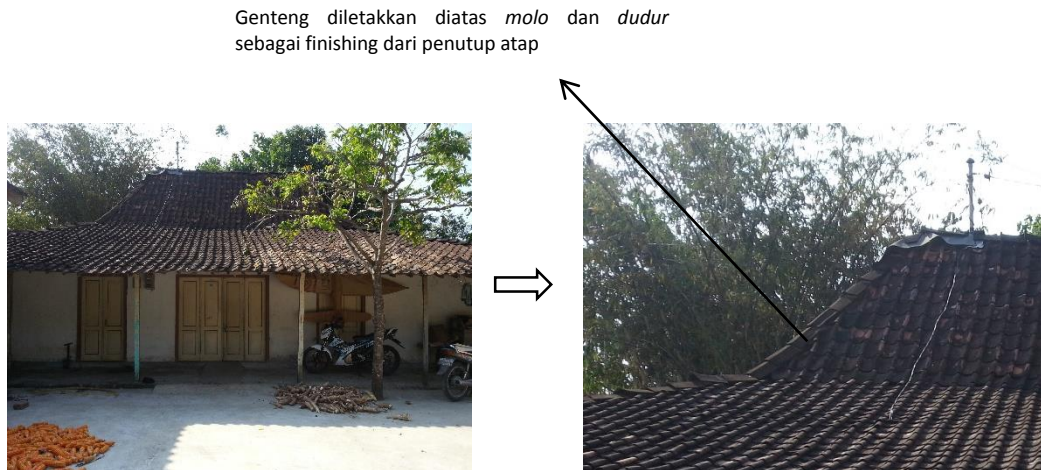 Genteng diletakkan diatas molo dan dudur
sebagai finishing dari penutup atap